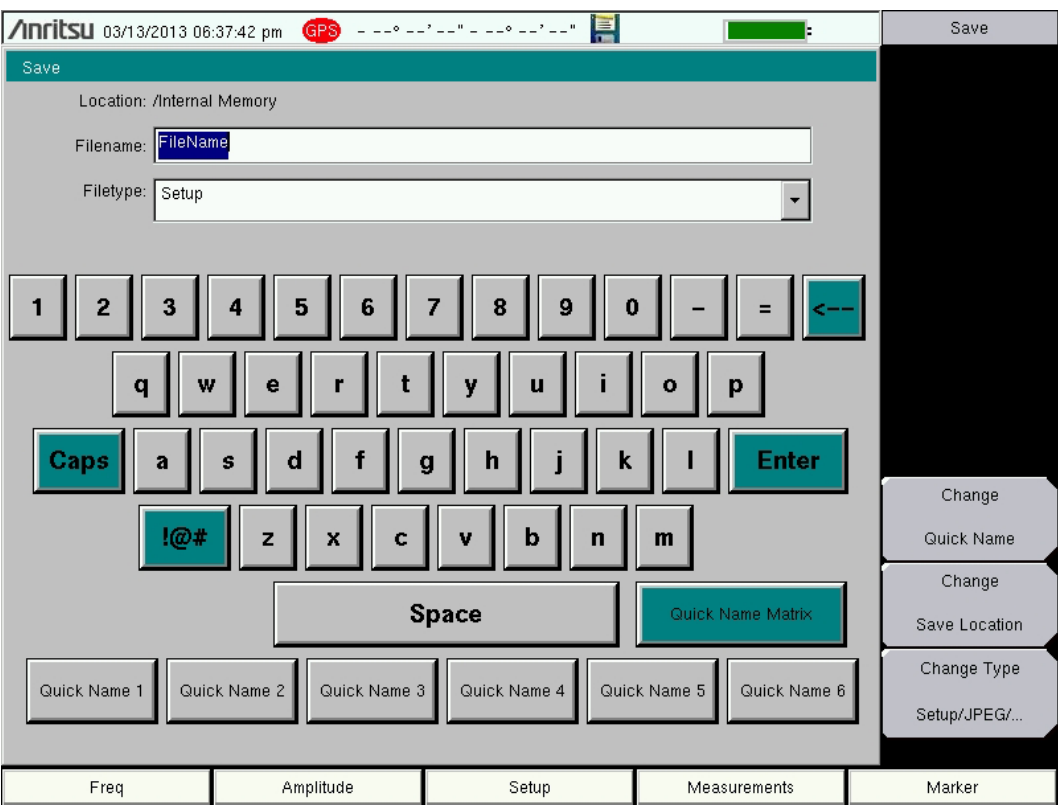 /inritsu 03/13/2013 06:37:42 pm GPS - --° --'--" - --° --'--" Save
Save
Location: /Internal Memory
Filename: FileName
Filetype: Setup
1 2 3 4 5 6 7 8 9 0 - = <--
q w e r t y u i o p
Caps a s d f g h j k l Enter
!@# z x c v b n m
Space Quick Name Matrix
Quick Name 1 Quick Name 2 Quick Name 3 Quick Name 4 Quick Name 5 Quick Name 6
Change
Quick Name
Change
Save Location
Change Type
Setup/JPEG/...
Freq Amplitude Setup Measurements Marker